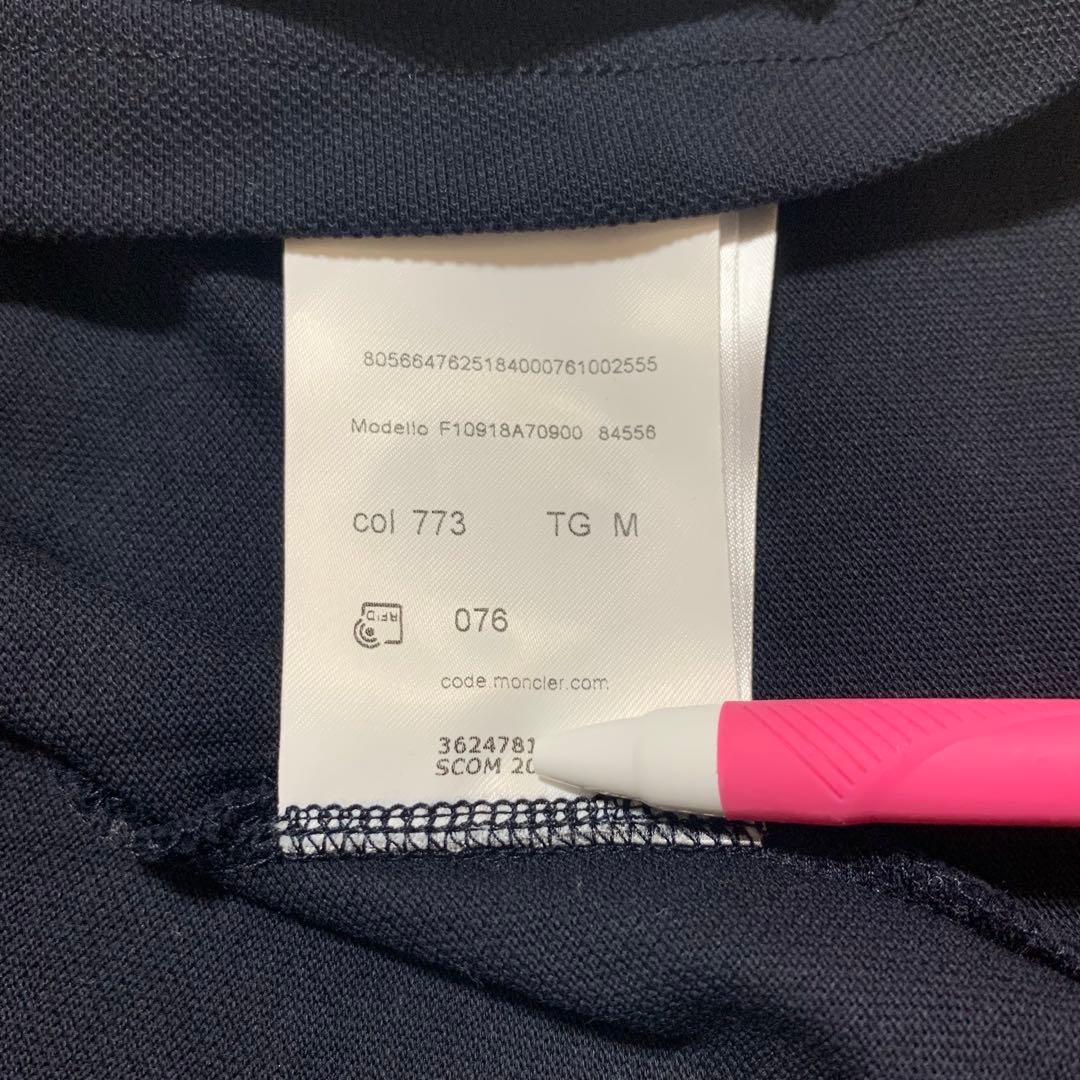 8056647625184000761002555
Modello F10918A70900 84556
col 773 TG M
RFID
076
code.moncler.com
3624781
SCOM 20